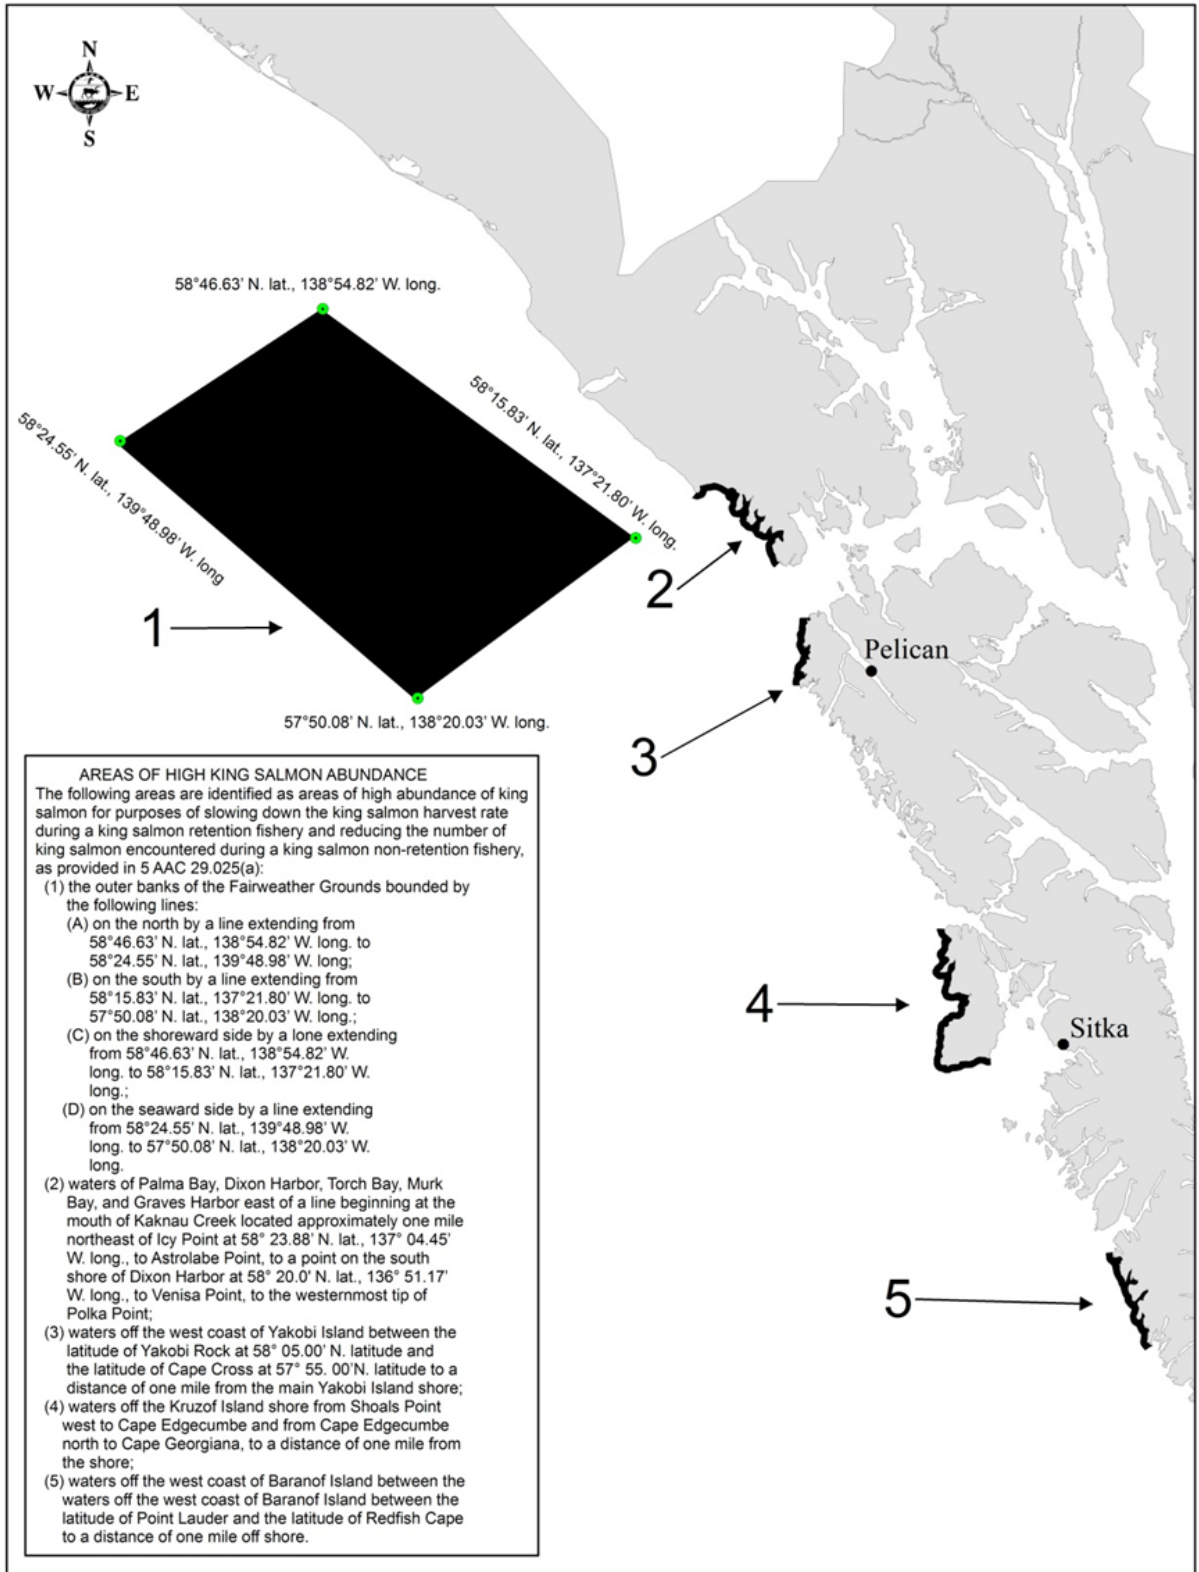 N
W E
S
58°46.63' N. lat., 138°54.82' W. long.
58°15.83' N. lat., 137°21.80' W. long.
58°24.55' N. lat., 139°48.98' W. long
1
2
57°50.08' N. lat., 138°20.03' W. long.
Pelican
3
4
Sitka
5
AREAS OF HIGH KING SALMON ABUNDANCE
The following areas are identified as areas of high abundance of king
salmon for purposes of slowing down the king salmon harvest rate
during a king salmon retention fishery and reducing the number of
king salmon encountered during a king salmon non-retention fishery,
as provided in 5 AAC 29.025(a):
(1) the outer banks of the Fairweather Grounds bounded by
the following lines:
(A) on the north by a line extending from
58°46.63' N. lat., 138°54.82' W. long. to
58°24.55' N. lat., 139°48.98' W. long;
(B) on the south by a line extending from
58°15.83' N. lat., 137°21.80' W. long. to
57°50.08' N. lat., 138°20.03' W. long.;
(C) on the shoreward side by a lone extending
from 58°46.63' N. lat., 138°54.82' W.
long. to 58°15.83' N. lat., 137°21.80' W.
long.;
(D) on the seaward side by a line extending
from 58°24.55' N. lat., 139°48.98' W.
long. to 57°50.08' N. lat., 138°20.03' W.
long.
(2) waters of Palma Bay, Dixon Harbor, Torch Bay, Murk
Bay, and Graves Harbor east of a line beginning at the
mouth of Kaknau Creek located approximately one mile
northeast of Icy Point at 58° 23.88' N. lat., 137° 04.45'
W. long., to Astrolabe Point, to a point on the south
shore of Dixon Harbor at 58° 20.0' N. lat., 136° 51.17'
W. long., to Venisa Point, to the westernmost tip of
Polka Point;
(3) waters off the west coast of Yakobi Island between the
latitude of Yakobi Rock at 58° 05.00' N. latitude and
the latitude of Cape Cross at 57° 55. 00'N. latitude to a
distance of one mile from the main Yakobi Island shore;
(4) waters off the Kruzof Island shore from Shoals Point
west to Cape Edgecumbe and from Cape Edgecumbe
north to Cape Georgiana, to a distance of one mile from
the shore;
(5) waters off the west coast of Baranof Island between the
waters off the west coast of Baranof Island between the
latitude of Point Lauder and the latitude of Redfish Cape
to a distance of one mile off shore.